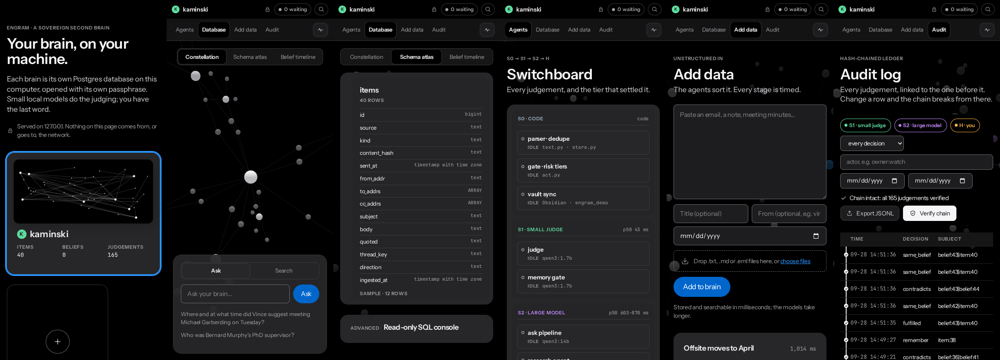 ENGRAM · A SOVEREIGN SECOND BRAIN
Your brain, on your
machine.
Each brain is its own Postgres database on this
computer, opened with its own passphrase.
Small local models do the judging; you have
the last word.
Served on 127.0.0.1. Nothing on this page comes from, or
goes to, the network.
K kaminski
ITEMS BELIEFS JUDGEMENTS
40 0 165
K kaminski 0 waiting
Agents Database Add data Audit
Constellation Schema atlas Belief timeline
Ask Search
Ask your brain... Ask
Where and at what time did Vince suggest meeting
Michael Garberding on Tuesday?
Who was Bernard Murphy's PhD supervisor?
K kaminski 0 waiting
Agents Database Add data Audit
Constellation Schema atlas Belief timeline
items
40 ROWS
id bigint
source text
kind text
content_hash text
sent_at timestamp with time zone
from_addr text
to_addrs ARRAY
cc_addrs ARRAY
subject text
body text
quoted text
thread_key text
direction text
ingested_at timestamp with time zone
SAMPLE · 12 ROWS
ADVANCED Read-only SQL console
K kaminski 0 waiting
Agents Database Add data Audit
S0 → S1 → S2 → H
Switchboard
Every judgement, and the tier that settled it.
S0 · CODE code
parser · dedupe
IDLE text.py · store.py
gate · risk tiers
IDLE act.py
vault sync
IDLE Obsidian · engram_demo
S1 · SMALL JUDGE p50 43 ms
judge
IDLE qwen3:1.7b
memory gate
IDLE qwen3:1.7b
S2 · LARGE MODEL p50 603–870 ms
ask pipeline
IDLE qwen3:14b
research agent
K kaminski 0 waiting
Agents Database Add data Audit
UNSTRUCTURED IN
Add data
The agents sort it. Every stage is timed.
Paste an email, a note, meeting minutes...
Title (optional) From (optional, e.g. vir
mm/dd/yyyy
Drop .txt, .md or .eml files here, or choose files
Add to brain
Stored and searchable in milliseconds; the models take
longer.
Offsite moves to April 1,014 ms
K kaminski 0 waiting
Agents Database Add data Audit
HASH-CHAINED LEDGER
Audit log
Every judgement, linked to the one before it.
Change a row and the chain breaks from there.
S1 · small judge S2 · large model H · you
every decision
actor, e.g. owner:watch
mm/dd/yyyy mm/dd/yyyy
Chain intact: all 165 judgements verified
Export JSONL Verify chain
TIME DECISION SUBJECT
09-28 14:51:36 same_belief belief:43|item:40
09-28 14:51:36 same_belief belief:43|item:40
09-28 14:51:36 contradicts belief:43|belief:44
09-28 14:51:36 same_belief belief:42|item:40
09-28 14:51:35 fulfilled belief:43|item:40
09-28 14:49:27 remember item:38
09-28 14:49:21 contradicts belief:36|belief:41